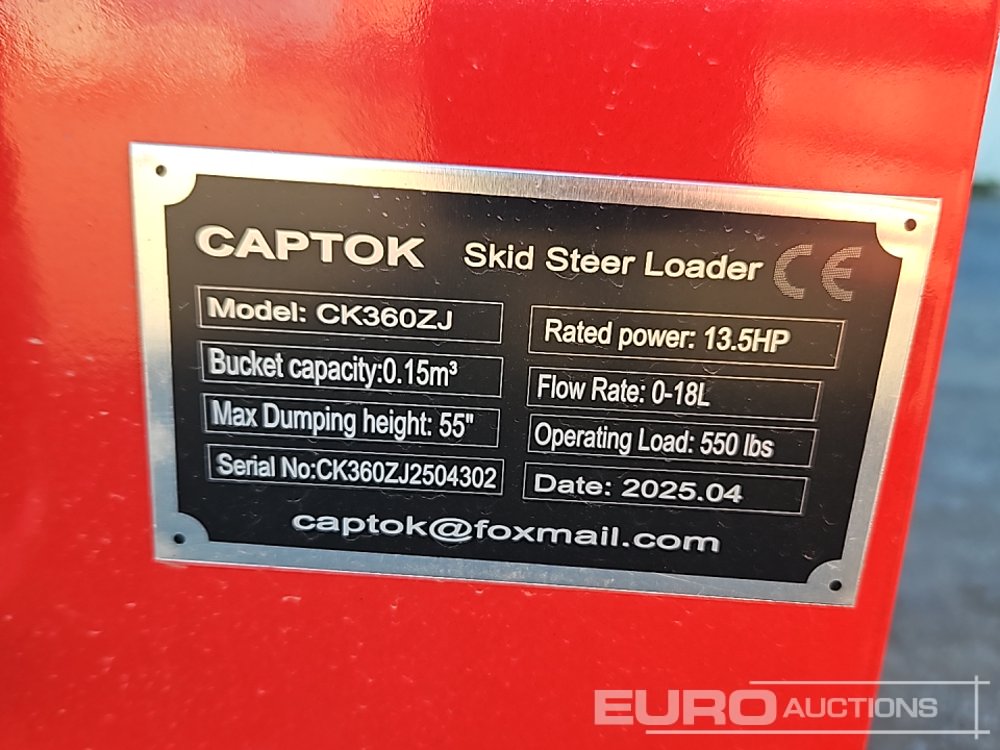 CAPTOK Skid Steer Loader CE
Model: CK360ZJ
Rated power: 13.5HP
Bucket capacity:0.15m³
Flow Rate: 0-18L
Max Dumping height: 55"
Operating Load: 550 lbs
Serial No:CK360ZJ2504302
Date: 2025.04
captok@foxmail.com
EURO AUCTIONS